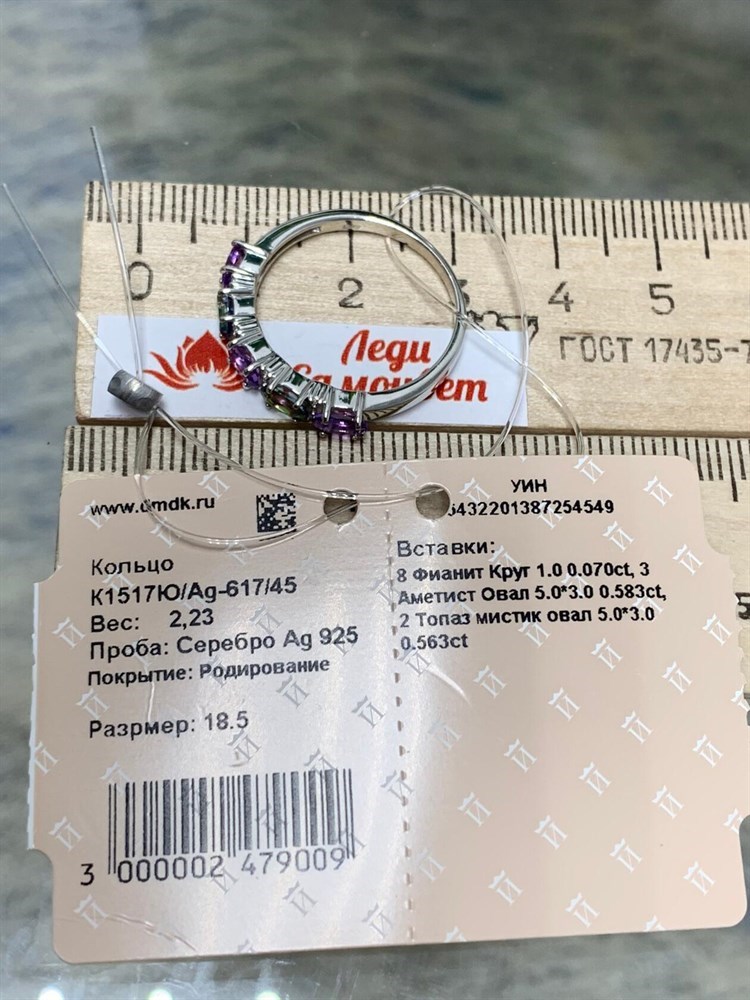 0 2 3 4 5
ГОСТ 17435-7
Леди
Самоцвет
www.dmdk.ru
Кольцо
К1517Ю/Ag-617/45
Вес: 2,23
Проба: Серебро Ag 925
Покрытие: Родирование
Разрмер: 18.5
3 000002 479009
УИН
6432201387254549
Вставки:
8 Фианит Круг 1.0 0.070ct, 3
Аметист Овал 5.0*3.0 0.583ct,
2 Топаз мистик овал 5.0*3.0
0.563ct